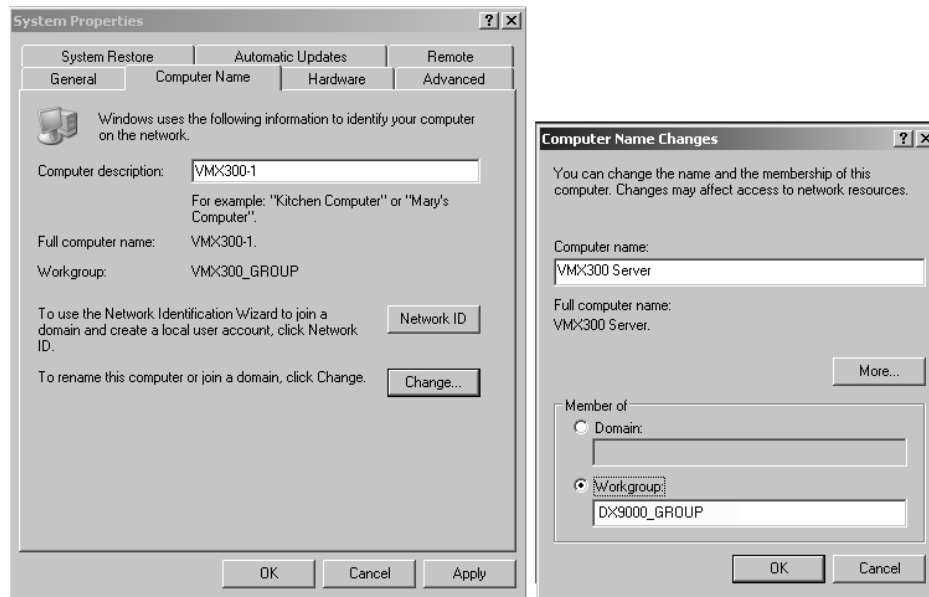 System Properties
System Restore
Automatic Updates
Remote
General
Computer Name
Hardware
Advanced
Windows uses the following information to identify your computer
on the network.
Computer description:
VMX300-1
For example: "Kitchen Computer" or "Mary's
Computer".
Full computer name:
VMX300-1.
Workgroup:
VMX300_GROUP
To use the Network Identification Wizard to join a
domain and create a local user account, click Network
ID.
Network ID
To rename this computer or join a domain, click Change.
Change...
OK
Cancel
Apply
Computer Name Changes
You can change the name and the membership of this
computer. Changes may affect access to network resources.
Computer name:
VMX300 Server
Full computer name:
VMX300 Server.
More...
Member of
Domain:
Workgroup:
DX9000_GROUP
OK
Cancel